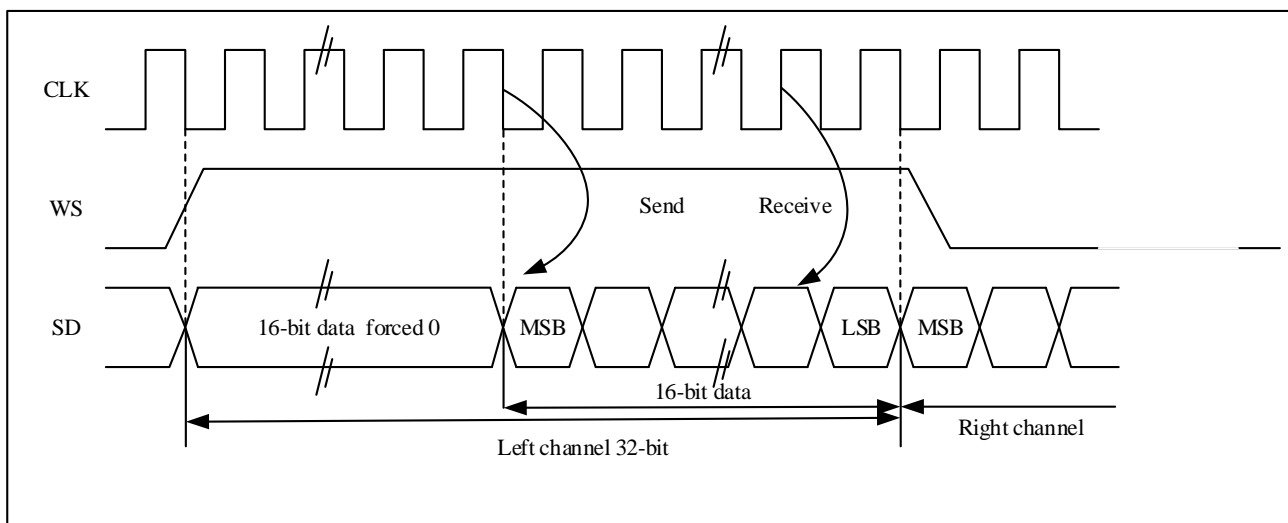 CLK
WS
Send
Receive
SD
16-bit data forced 0
MSB
LSB
MSB
16-bit data
Left channel 32-bit
Right channel